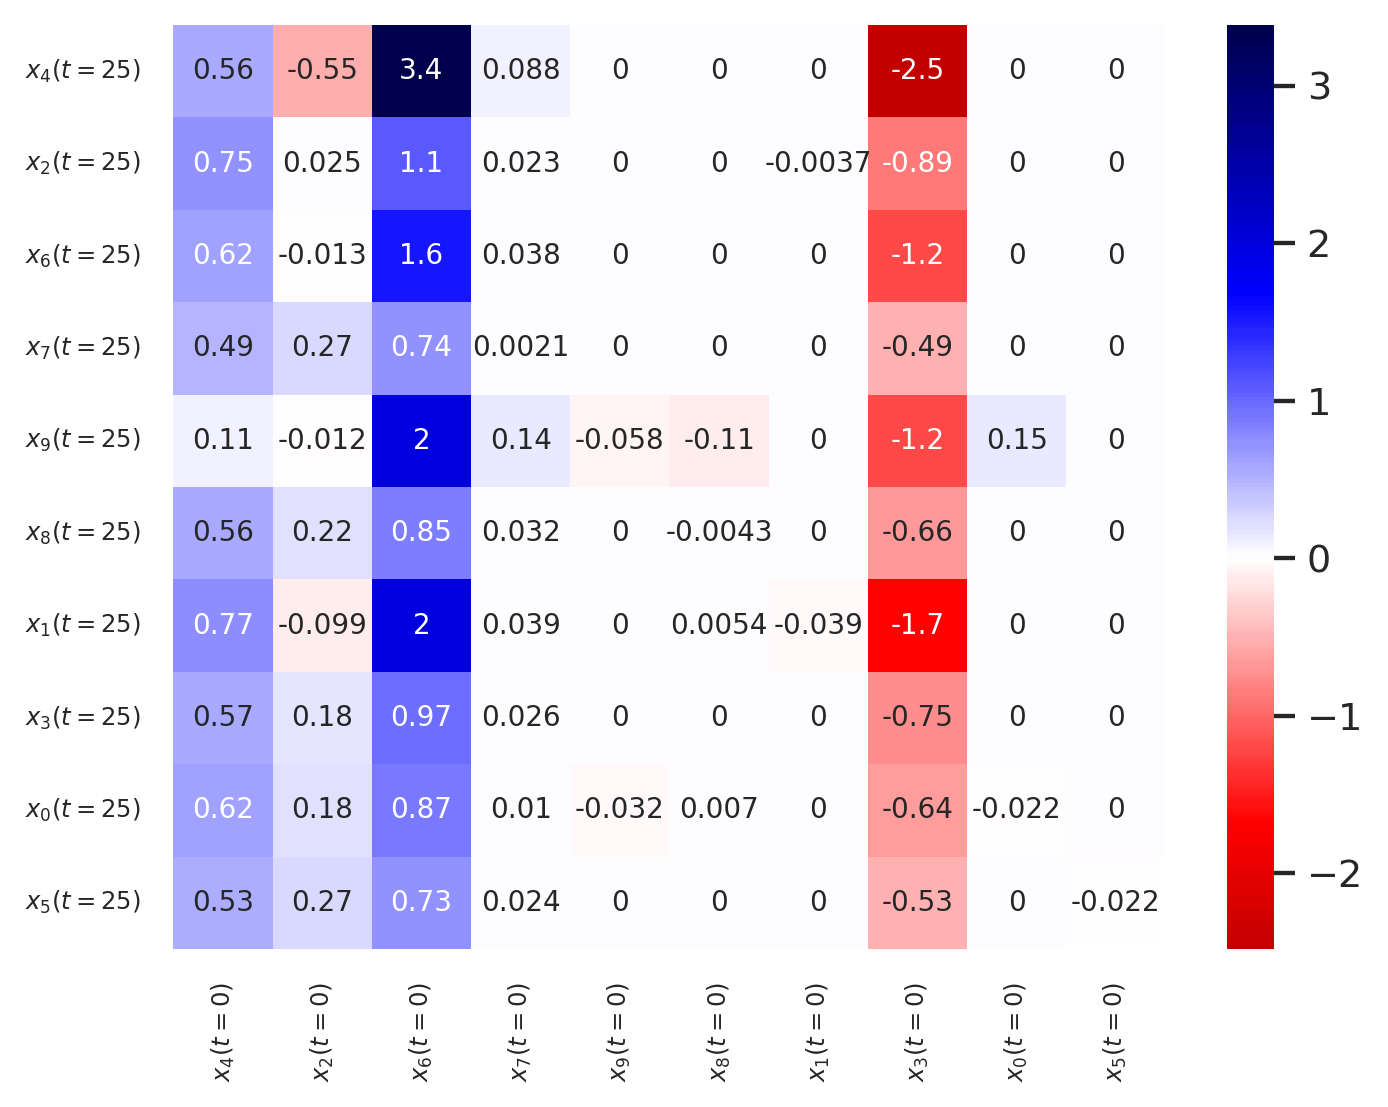 x₄(t = 25) 0.56 -0.55 3.4 0.088 0 0 0 -2.5 0 0
x₂(t = 25) 0.75 0.025 1.1 0.023 0 0 -0.0037 -0.89 0 0
x₆(t = 25) 0.62 -0.013 1.6 0.038 0 0 0 -1.2 0 0
x₇(t = 25) 0.49 0.27 0.74 0.0021 0 0 0 -0.49 0 0
x₉(t = 25) 0.11 -0.012 2 0.14 -0.058 -0.11 0 -1.2 0.15 0
x₈(t = 25) 0.56 0.22 0.85 0.032 0 -0.0043 0 -0.66 0 0
x₁(t = 25) 0.77 -0.099 2 0.039 0 0.0054 -0.039 -1.7 0 0
x₃(t = 25) 0.57 0.18 0.97 0.026 0 0 0 -0.75 0 0
x₀(t = 25) 0.62 0.18 0.87 0.01 -0.032 0.007 0 -0.64 -0.022 0
x₅(t = 25) 0.53 0.27 0.73 0.024 0 0 0 -0.53 0 -0.022
x₄(t = 0)
x₂(t = 0)
x₆(t = 0)
x₇(t = 0)
x₉(t = 0)
x₈(t = 0)
x₁(t = 0)
x₃(t = 0)
x₀(t = 0)
x₅(t = 0)
3
2
1
0
−1
−2